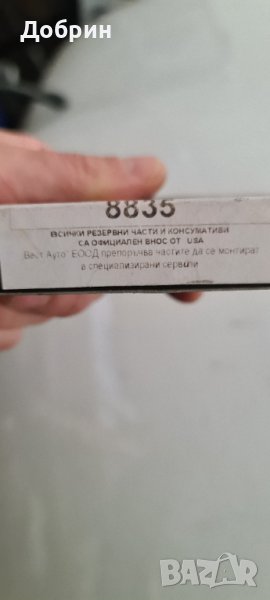 Добрин
8835
ВСИЧКИ РЕЗЕРВНИ ЧАСТИ И КОНСУМАТИВИ
СА ОФИЦИАЛЕН ВНОС ОТ USA
Вест Ауто" ЕООД препоръчва частите да се монтират
в специализирани сервизи
BAZAR